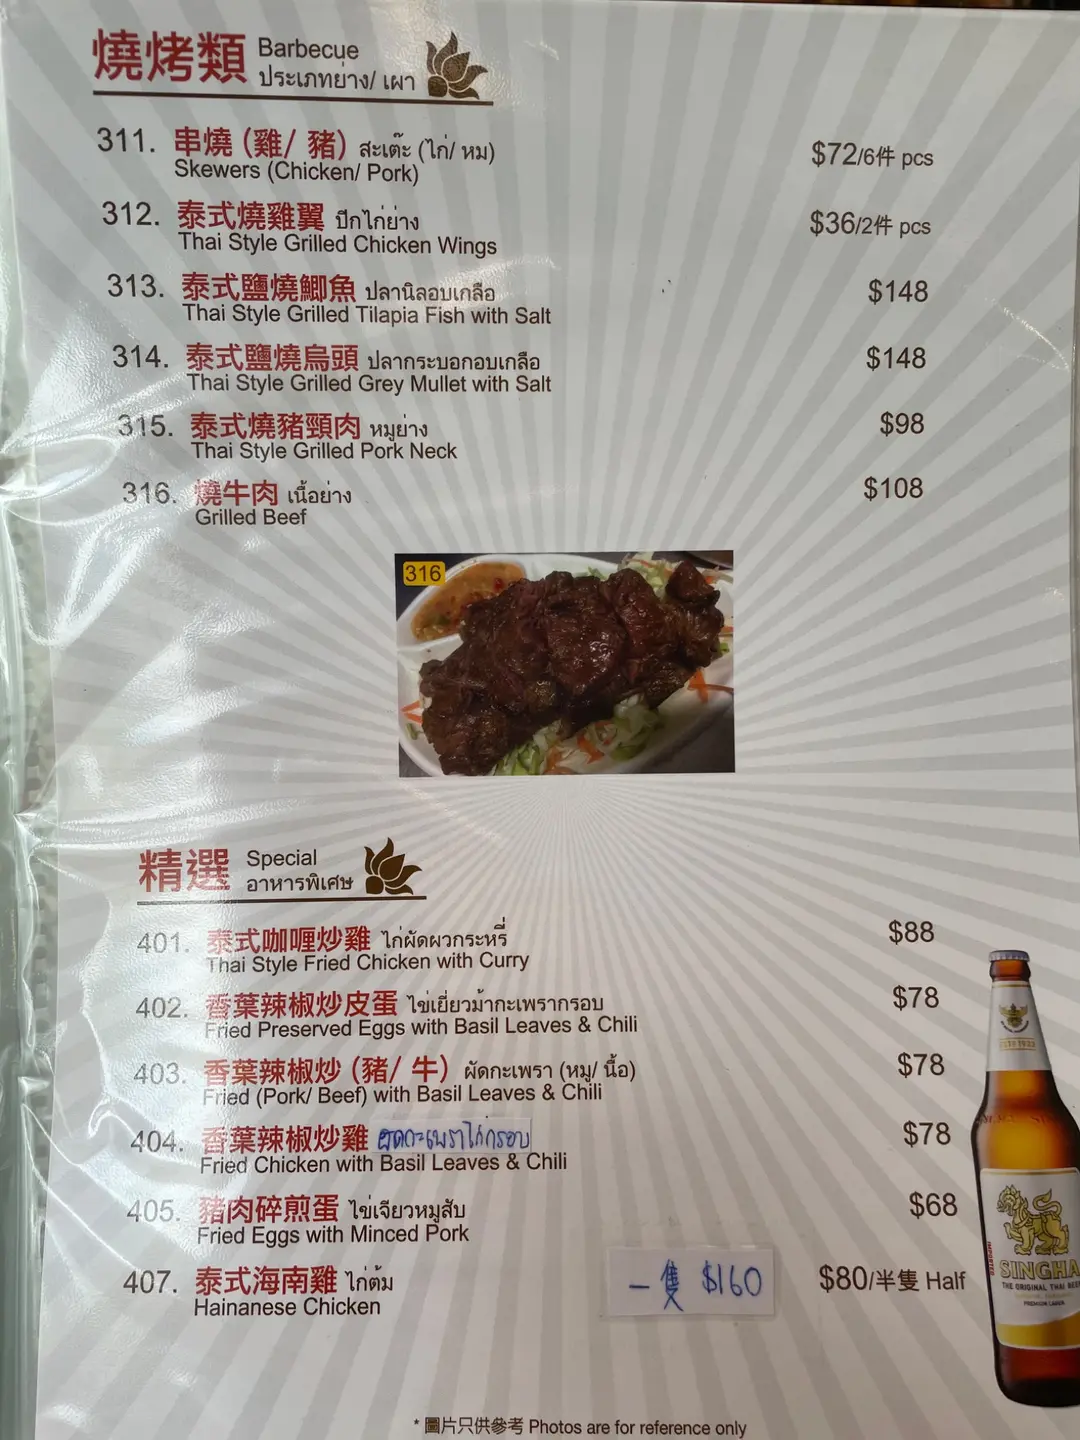 燒烤類 Barbecue
ประเภทย่าง/ เผา
311. 串燒 (雞/ 豬) สะเต๊ะ (ไก่/ หม) $72/6件 pcs
Skewers (Chicken/ Pork)
312. 泰式燒雞翼 ปีกไก่ย่าง $36/2件 pcs
Thai Style Grilled Chicken Wings
313. 泰式鹽燒鯽魚 ปลานิลอบเกลือ $148
Thai Style Grilled Tilapia Fish with Salt
314. 泰式鹽燒烏頭 ปลากระบอกอบเกลือ $148
Thai Style Grilled Grey Mullet with Salt
315. 泰式燒豬頸肉 หมูย่าง $98
Thai Style Grilled Pork Neck
316. 燒牛肉 เนื้อย่าง $108
Grilled Beef
316
精選 Special
อาหารพิเศษ
401. 泰式咖喱炒雞 ไก่ผัดผวกระหรี่ $88
Thai Style Fried Chicken with Curry
402. 香葉辣椒炒皮蛋 ไข่เยี่ยวม้ากะเพรากรอบ $78
Fried Preserved Eggs with Basil Leaves & Chili
403. 香葉辣椒炒 (豬/ 牛) ผัดกะเพรา (หมู/ นื้อ) $78
Fried (Pork/ Beef) with Basil Leaves & Chili
404. 香葉辣椒炒雞 ผัดกะเพราไก่กรอบ $78
Fried Chicken with Basil Leaves & Chili
405. 豬肉碎煎蛋 ไข่เจียวหมูสับ $68
Fried Eggs with Minced Pork
407. 泰式海南雞 ไก่ต้ม 一隻 $160 $80/半隻 Half
Hainanese Chicken
SINGHA
THE ORIGINAL THAI BEER
PREMIUM LAGER
* 圖片只供參考 Photos are for reference only